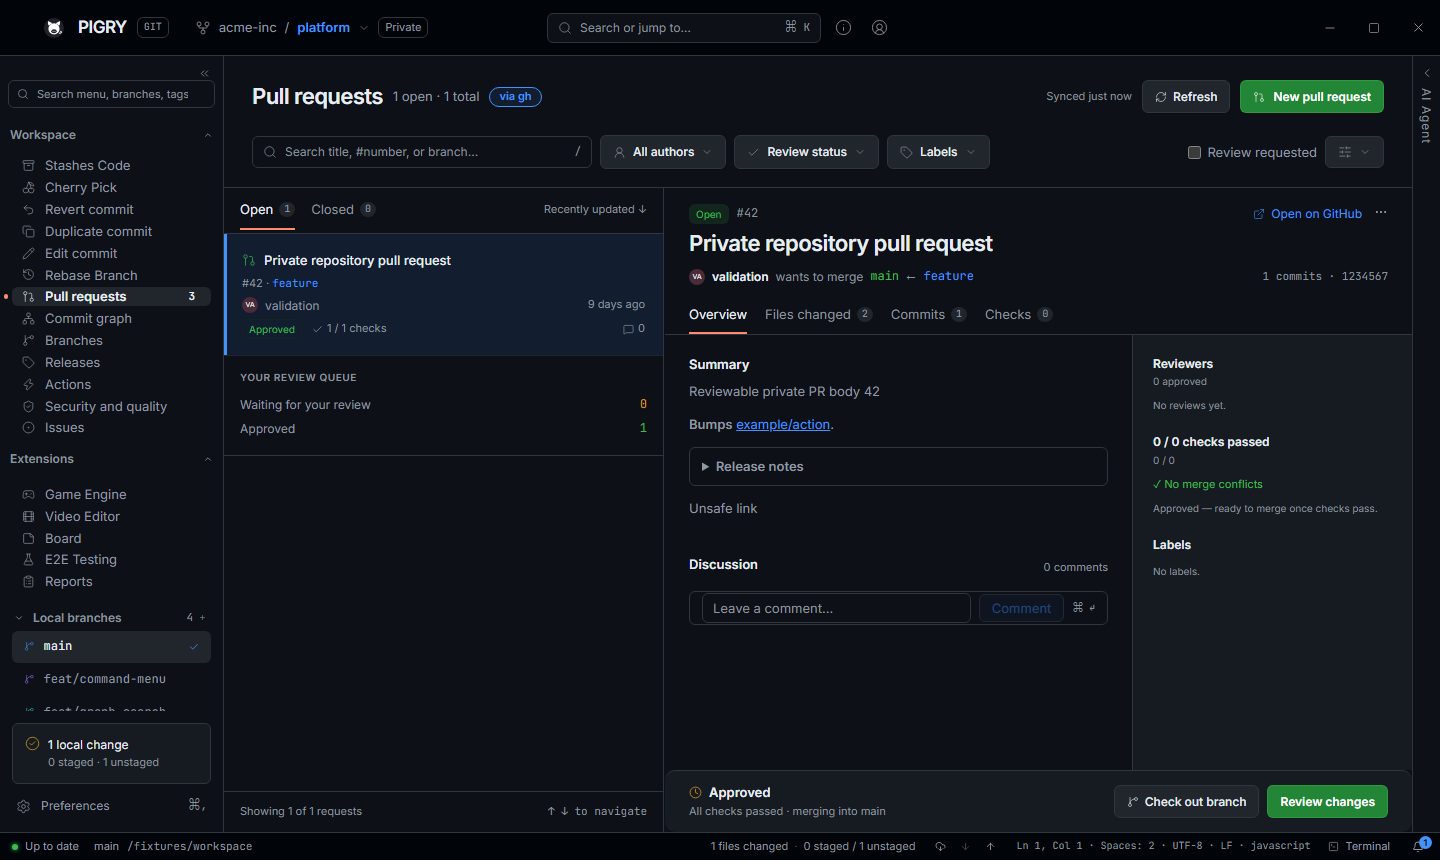 PIGRY GIT acme-inc / platform Private Search or jump to... ⌘ K
Search menu, branches, tags
Workspace
Stashes Code
Cherry Pick
Revert commit
Duplicate commit
Edit commit
Rebase Branch
Pull requests 3
Commit graph
Branches
Releases
Actions
Security and quality
Issues
Extensions
Game Engine
Video Editor
Board
E2E Testing
Reports
Local branches 4 +
main
feat/command-menu
1 local change
0 staged · 1 unstaged
Preferences ⌘,
Pull requests 1 open · 1 total via gh Synced just now Refresh New pull request
Search title, #number, or branch... / All authors Review status Labels Review requested
Open 1 Closed 0 Recently updated ↓
Private repository pull request
#42 · feature
VA validation 9 days ago
Approved ✓ 1 / 1 checks 0
YOUR REVIEW QUEUE
Waiting for your review 0
Approved 1
Showing 1 of 1 requests ↑ ↓ to navigate
Open #42 Open on GitHub ...
Private repository pull request
VA validation wants to merge main ← feature 1 commits · 1234567
Overview Files changed 2 Commits 1 Checks 0
Summary
Reviewable private PR body 42
Bumps example/action.
▶ Release notes
Unsafe link
Discussion 0 comments
Leave a comment... Comment ⌘ ↵
Reviewers
0 approved
No reviews yet.
0 / 0 checks passed
0 / 0
✓ No merge conflicts
Approved — ready to merge once checks pass.
Labels
No labels.
Approved
All checks passed · merging into main
Check out branch Review changes
AI Agent
Up to date main /fixtures/workspace 1 files changed · 0 staged / 1 unstaged Ln 1, Col 1 · Spaces: 2 · UTF-8 · LF · javascript Terminal 1